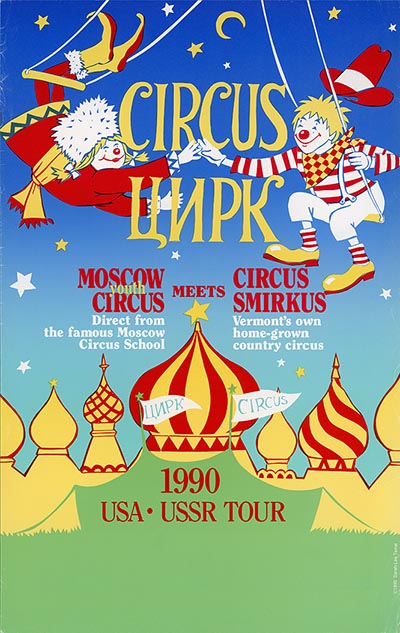 CIRCUS
ЦИРК
MOSCOW
youth
CIRCUS
MEETS
CIRCUS
SMIRKUS
Direct from
the famous Moscow
Circus School
Vermont's own
home-grown
country circus
ЦИРК
CIRCUS
1990
USA • USSR TOUR